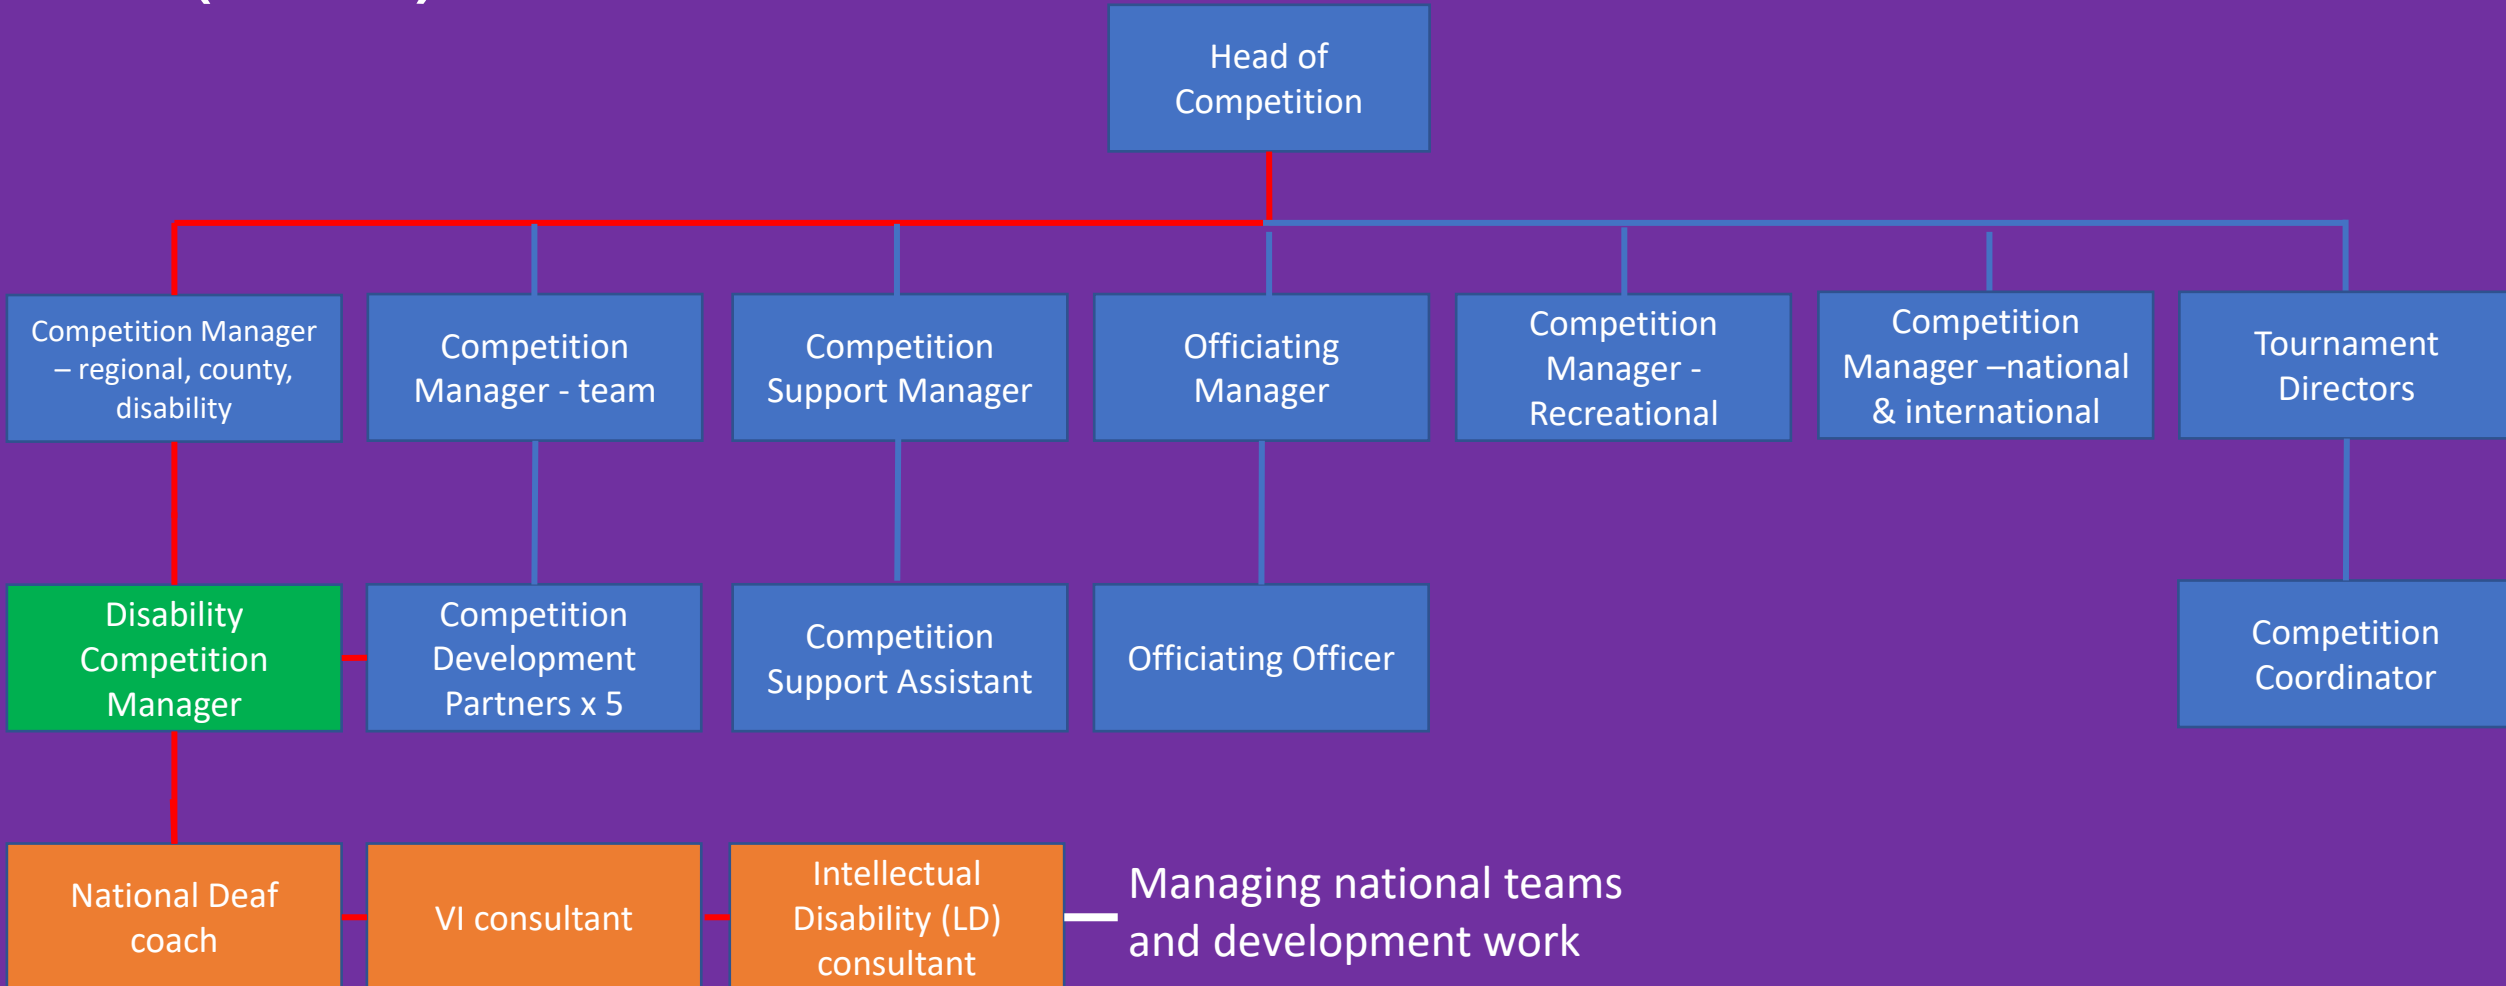 Head of
Competition
Competition Manager
– regional, county,
disability
Competition
Manager - team
Competition
Support Manager
Officiating
Manager
Competition
Manager -
Recreational
Competition
Manager –national
& international
Tournament
Directors
Disability
Competition
Manager
Competition
Development
Partners x 5
Competition
Support Assistant
Officiating Officer
Competition
Coordinator
National Deaf
coach
VI consultant
Intellectual
Disability (LD)
consultant
Managing national teams
and development work